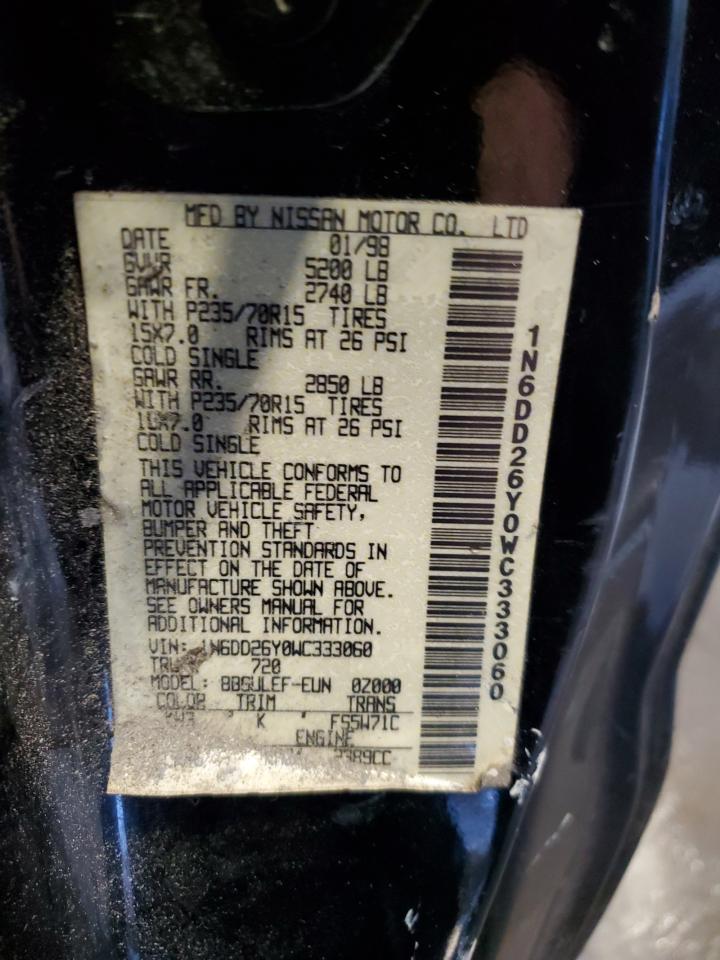 MFD BY NISSAN MOTOR CO. LTD
DATE 01/98
GVWR 5200 LB
GAWR FR. 2740 LB
WITH P235/70R15 TIRES
15X7.0 RIMS AT 26 PSI
COLD SINGLE
GAWR RR. 2850 LB
WITH P235/70R15 TIRES
15X7.0 RIMS AT 26 PSI
COLD SINGLE
THIS VEHICLE CONFORMS TO
ALL APPLICABLE FEDERAL
MOTOR VEHICLE SAFETY,
BUMPER AND THEFT
PREVENTION STANDARDS IN
EFFECT ON THE DATE OF
MANUFACTURE SHOWN ABOVE.
SEE OWNERS MANUAL FOR
ADDITIONAL INFORMATION
VIN: 1N6DD26Y0WC333060
720
MODEL: 0Z000
COLOR TRIM TRANS
K FS5W71C
ENGINE
2389CC
1N6DD26Y0WC333060